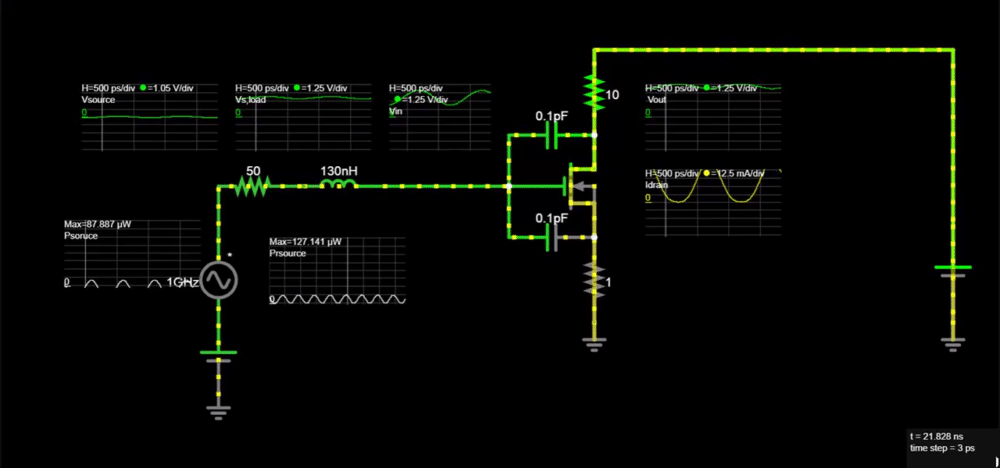 H=500 ps/div =1.05 V/div
Vsource
0
H=500 ps/div =1.25 V/div
Vs,load
0
H=500 ps/div
=1.25 V/div
Vin
0.1pF
10
H=500 ps/div =1.25 V/div
Vout
0
50
130nH
H=500 ps/div =12.5 mA/div
Idrain
0
Max=87.887 µW
Psoruce
0
1GHz
*
Max=127.141 µW
Prsource
0
0.1pF
1
t = 21.828 ns
time step = 3 ps